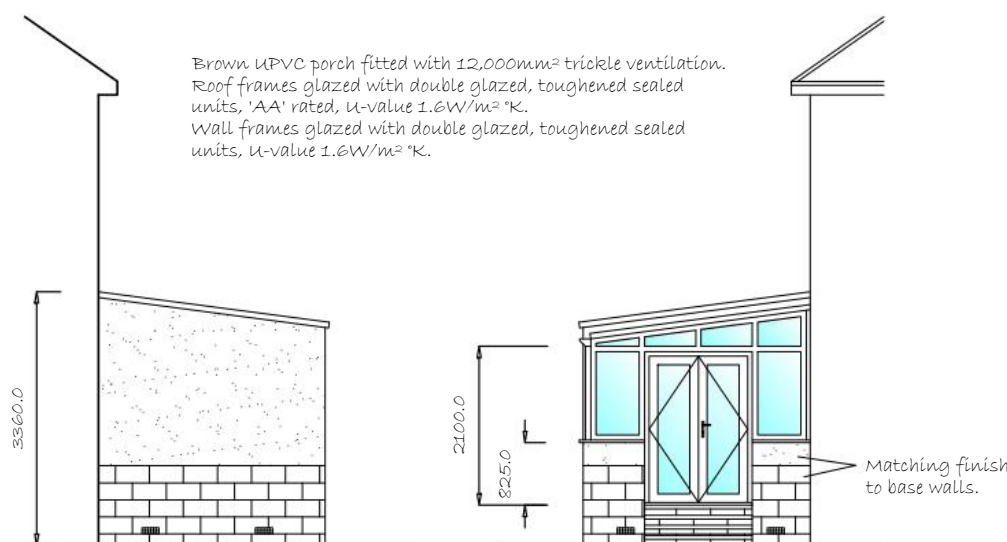 Brown UPVC porch fitted with 12,000mm² trickle ventilation.
Roof frames glazed with double glazed, toughened sealed
units, 'AA' rated, U-value 1.6W/m² °K.
Wall frames glazed with double glazed, toughened sealed
units, U-value 1.6W/m² °K.
3360.0
2100.0
825.0
Matching finish
to base walls.